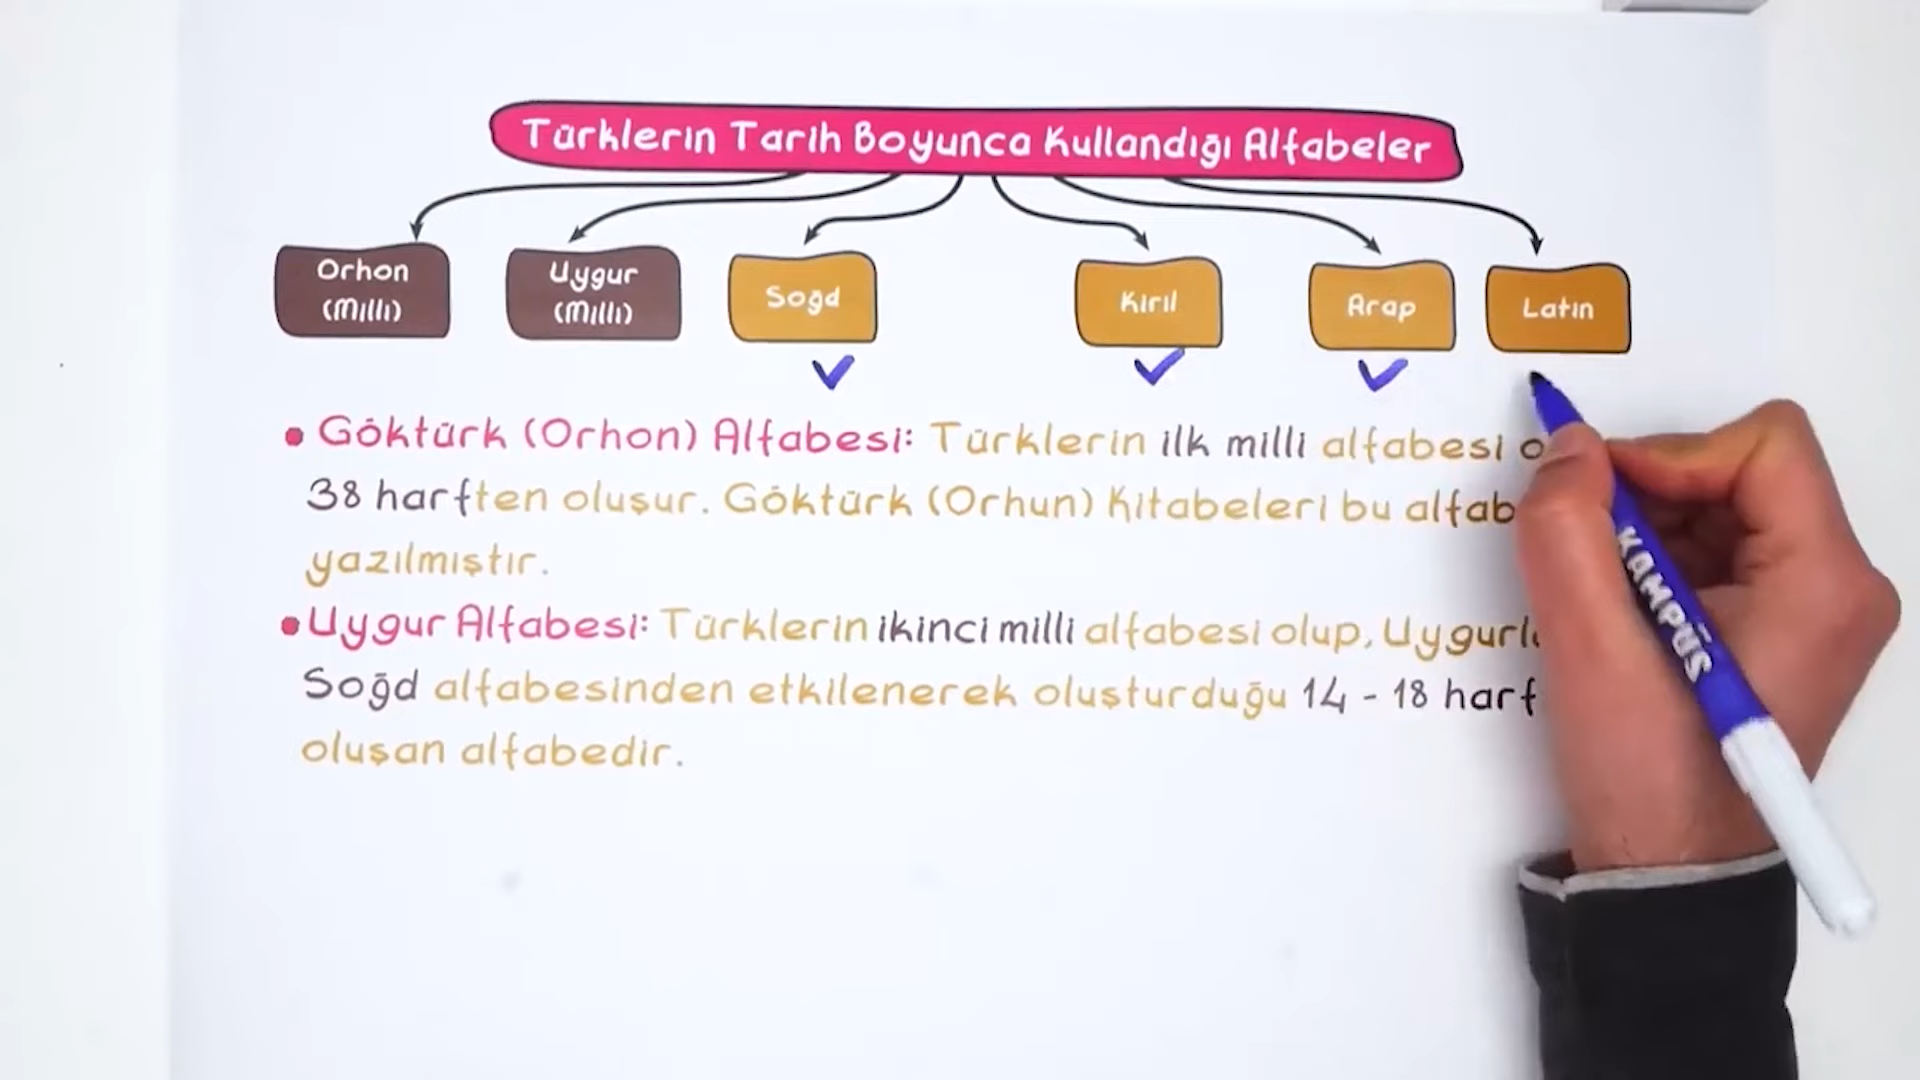 Türklerin Tarih Boyunca Kullandığı Alfabeler
Orhon
(Milli)
Uygur
(Milli)
Soğd
Kiril
Arap
Latin
• Göktürk (Orhon) Alfabesi: Türklerin ilk milli alfabesi
38 harften oluşur. Göktürk (Orhun) Kitabeleri bu
yazılmıştır.
• Uygur Alfabesi: Türklerin ikinci milli alfabesi olup,
Soğd alfabesinden etkilenerek oluşturduğu 14 - 18 harf
oluşan alfabedir.
KAMPÜS